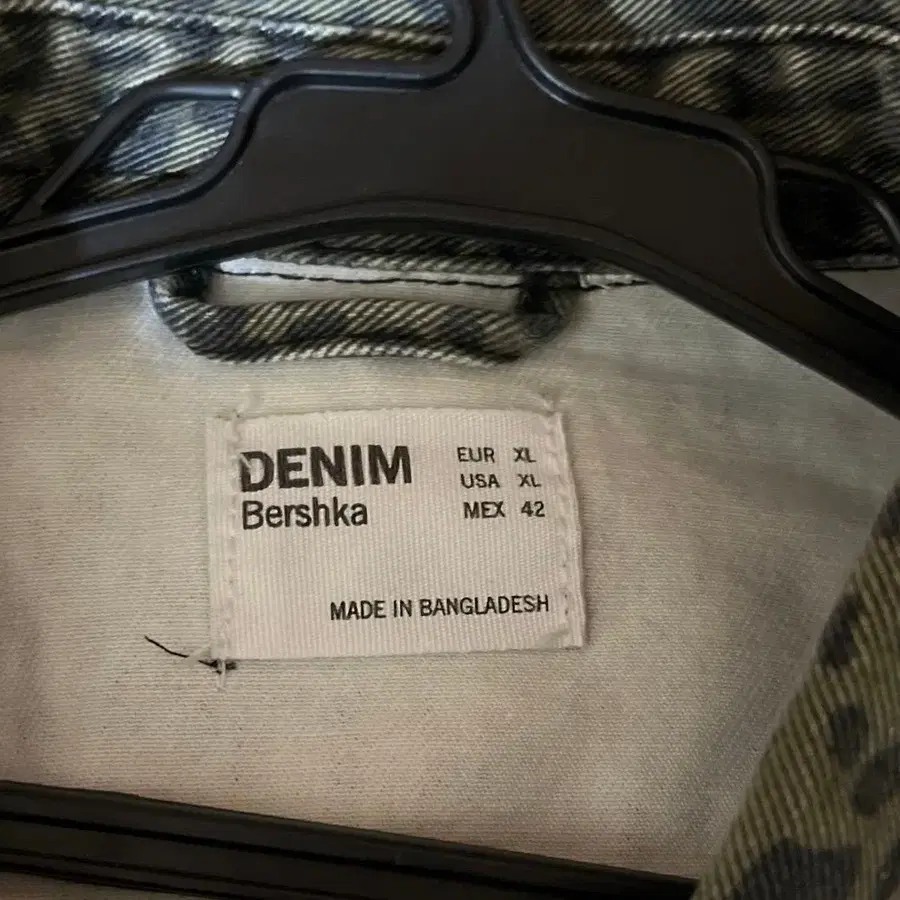 DENIM
Bershka
EUR XL
USA XL
MEX 42
MADE IN BANGLADESH